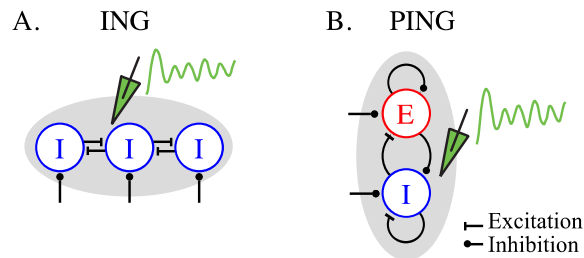 A. ING
I I I
B. PING
E
I
Excitation
Inhibition